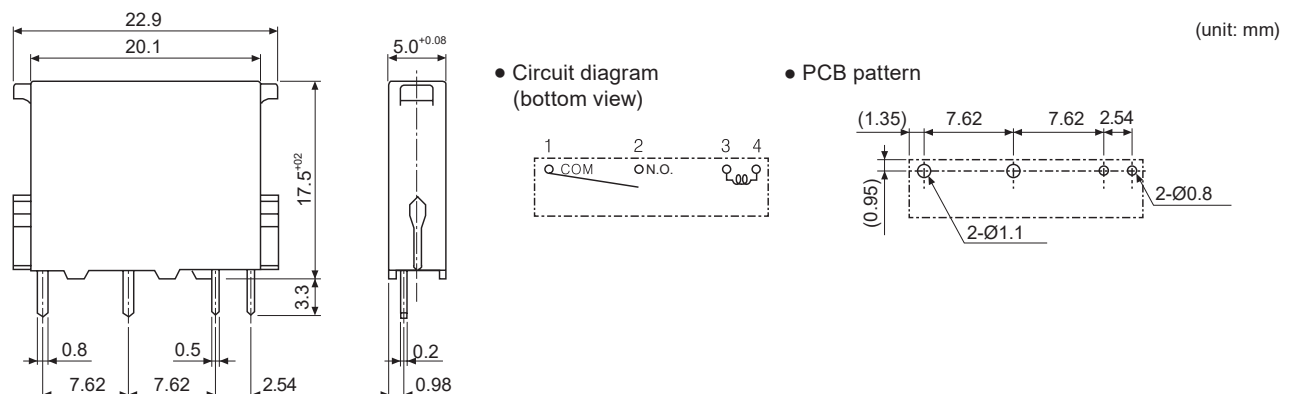 22.9
20.1
17.5+02
3.3
0.8
0.5
7.62
7.62
2.54
5.0+0.08
0.2
0.98
● Circuit diagram
(bottom view)
1
2
3
4
COM
N.O.
● PCB pattern
(unit: mm)
(1.35)
7.62
7.62
2.54
(0.95)
2-Ø0.8
2-Ø1.1